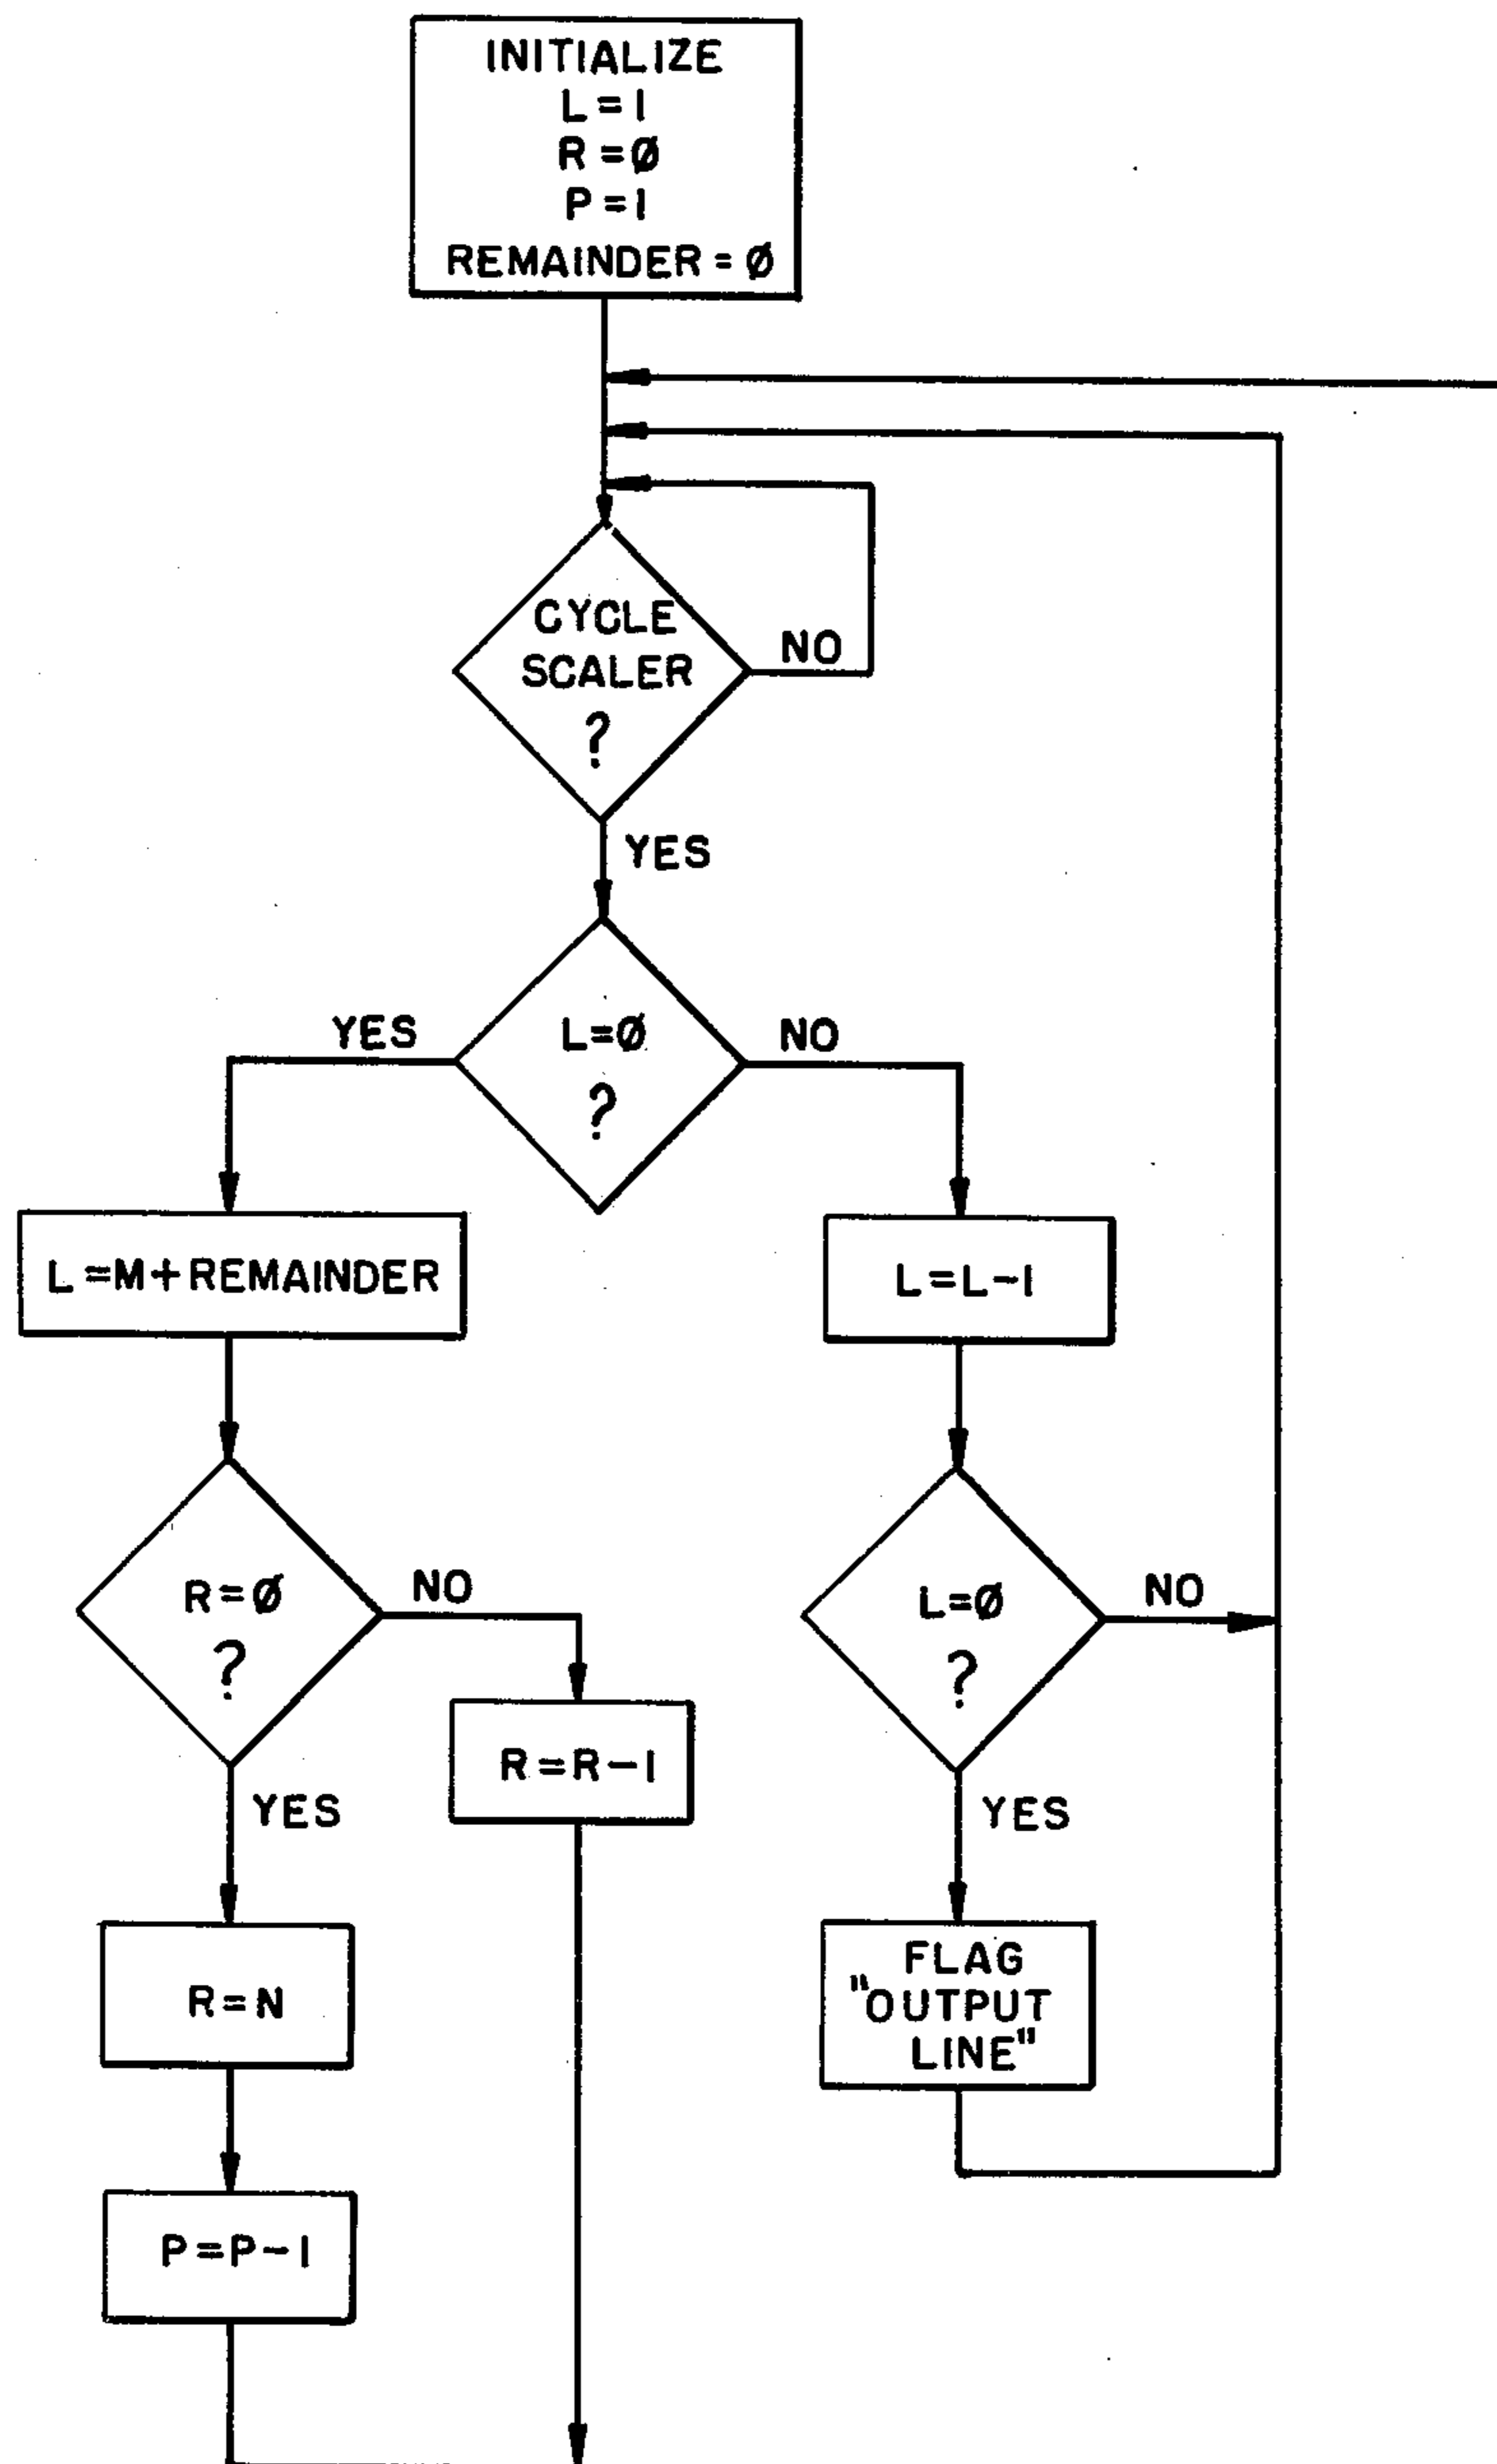 INITIALIZE
L=1
R=Ø
P=1
REMAINDER=Ø
CYCLE
SCALER
?
NO
YES
L=Ø
?
YES
NO
L=M+REMAINDER
L=L-1
R=Ø
?
NO
L=Ø
?
NO
R=R-1
YES
YES
R=N
FLAG
"OUTPUT
LINE"
P=P-1